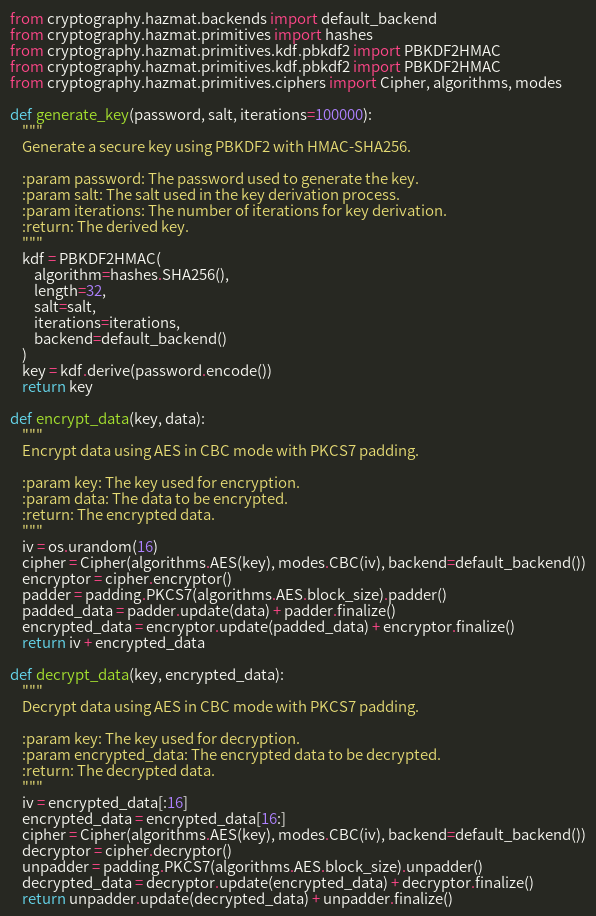 from cryptography.hazmat.backends import default_backend
from cryptography.hazmat.primitives import hashes
from cryptography.hazmat.primitives.kdf.pbkdf2 import PBKDF2HMAC
from cryptography.hazmat.primitives.kdf.pbkdf2 import PBKDF2HMAC
from cryptography.hazmat.primitives.ciphers import Cipher, algorithms, modes

def generate_key(password, salt, iterations=100000):
    """
    Generate a secure key using PBKDF2 with HMAC-SHA256.

    :param password: The password used to generate the key.
    :param salt: The salt used in the key derivation process.
    :param iterations: The number of iterations for key derivation.
    :return: The derived key.
    """
    kdf = PBKDF2HMAC(
        algorithm=hashes.SHA256(),
        length=32,
        salt=salt,
        iterations=iterations,
        backend=default_backend()
    )
    key = kdf.derive(password.encode())
    return key

def encrypt_data(key, data):
    """
    Encrypt data using AES in CBC mode with PKCS7 padding.

    :param key: The key used for encryption.
    :param data: The data to be encrypted.
    :return: The encrypted data.
    """
    iv = os.urandom(16)
    cipher = Cipher(algorithms.AES(key), modes.CBC(iv), backend=default_backend())
    encryptor = cipher.encryptor()
    padder = padding.PKCS7(algorithms.AES.block_size).padder()
    padded_data = padder.update(data) + padder.finalize()
    encrypted_data = encryptor.update(padded_data) + encryptor.finalize()
    return iv + encrypted_data

def decrypt_data(key, encrypted_data):
    """
    Decrypt data using AES in CBC mode with PKCS7 padding.

    :param key: The key used for decryption.
    :param encrypted_data: The encrypted data to be decrypted.
    :return: The decrypted data.
    """
    iv = encrypted_data[:16]
    encrypted_data = encrypted_data[16:]
    cipher = Cipher(algorithms.AES(key), modes.CBC(iv), backend=default_backend())
    decryptor = cipher.decryptor()
    unpadder = padding.PKCS7(algorithms.AES.block_size).unpadder()
    decrypted_data = decryptor.update(encrypted_data) + decryptor.finalize()
    return unpadder.update(decrypted_data) + unpadder.finalize()